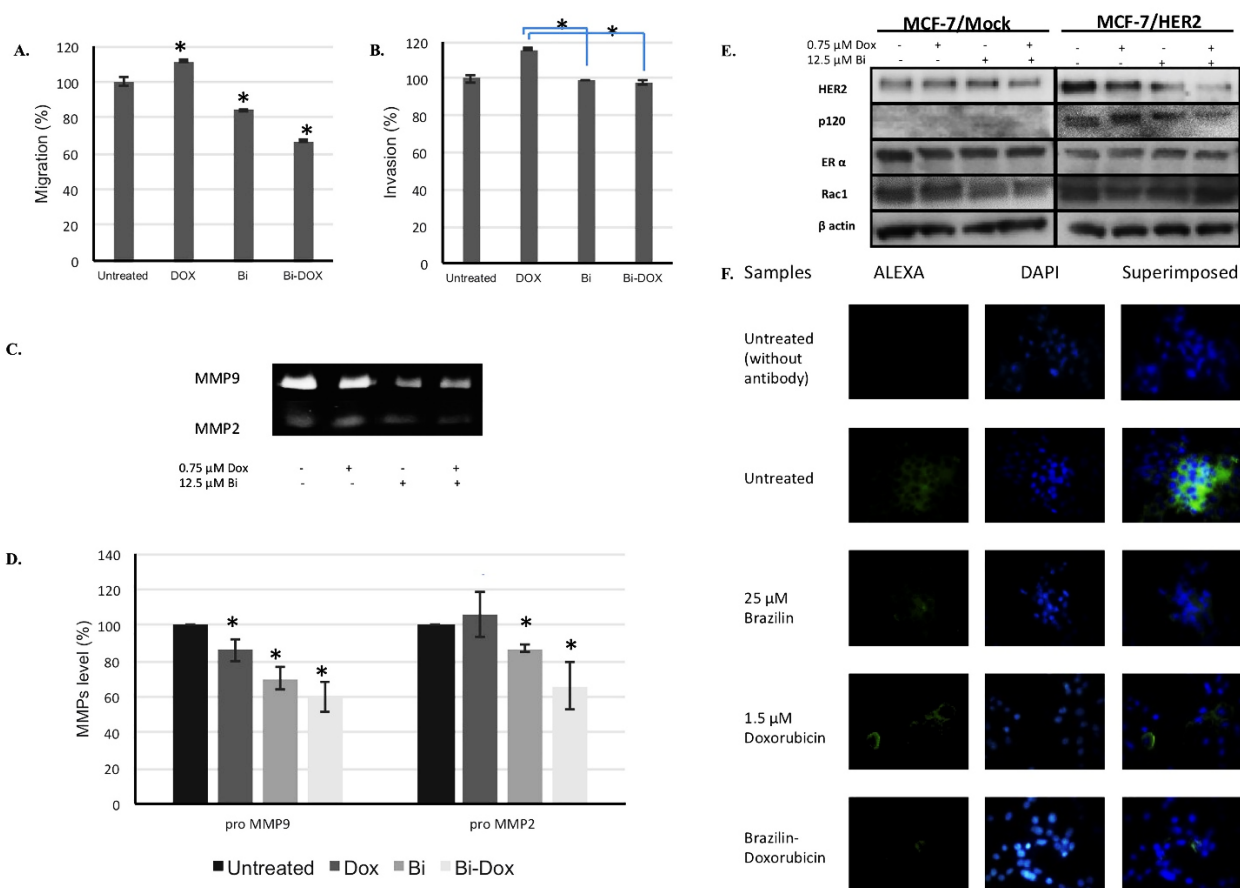 A.
120
100
80
60
40
20
0
Migration (%)
*
*
*
Untreated DOX Bi Bi-DOX
B.
120
100
80
60
40
20
0
Invasion (%)
*
*
Untreated DOX Bi Bi-DOX
C.
MMP9
MMP2
0.75 μM Dox - + - +
12.5 μM Bi - - + +
D.
140
120
100
80
60
40
20
0
MMPs level (%)
* * *
* *
pro MMP9 pro MMP2
Untreated Dox Bi Bi-Dox
E.
MCF-7/Mock MCF-7/HER2
0.75 μM Dox - + - + - + - +
12.5 μM Bi - - + + - - + +
HER2
p120
ER α
Rac1
β actin
F. Samples ALEXA DAPI Superimposed
Untreated
(without
antibody)
Untreated
25 μM
Brazilin
1.5 μM
Doxorubicin
Brazilin-
Doxorubicin